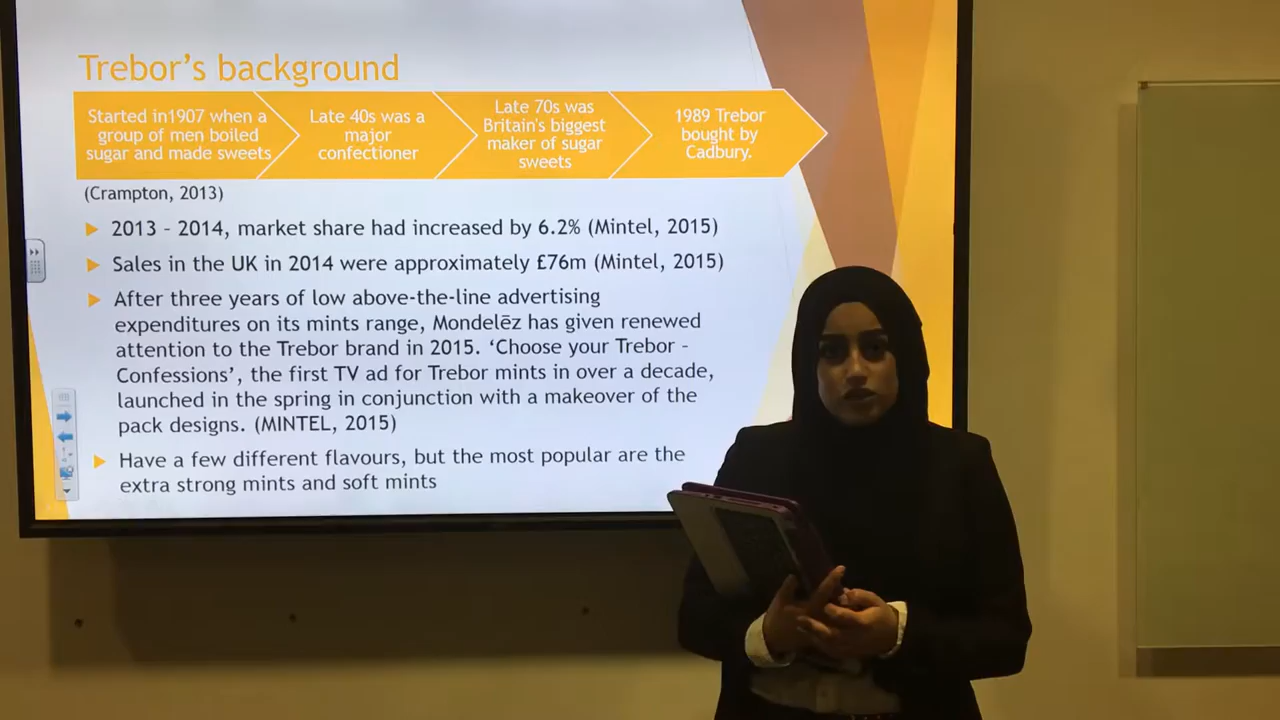 Trebor's background
Started in1907 when a
group of men boiled
sugar and made sweets
Late 40s was a
major
confectioner
Late 70s was
Britain's biggest
maker of sugar
sweets
1989 Trebor
bought by
Cadbury.
(Crampton, 2013)
2013 – 2014, market share had increased by 6.2% (Mintel, 2015)
Sales in the UK in 2014 were approximately £76m (Mintel, 2015)
After three years of low above-the-line advertising
expenditures on its mints range, Mondelēz has given renewed
attention to the Trebor brand in 2015. ‘Choose your Trebor –
Confessions’, the first TV ad for Trebor mints in over a decade,
launched in the spring in conjunction with a makeover of the
pack designs. (MINTEL, 2015)
Have a few different flavours, but the most popular are the
extra strong mints and soft mints